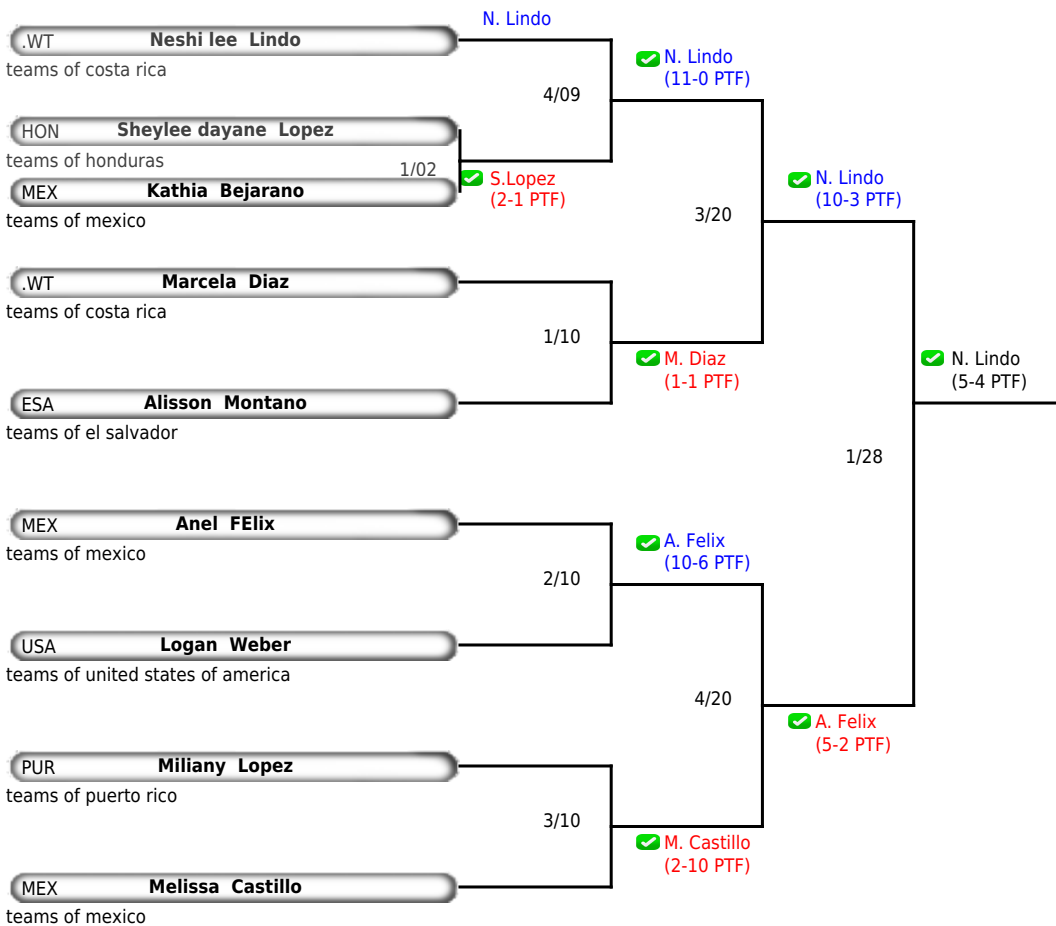 N. Lindo
.WT Neshi lee Lindo
teams of costa rica
N. Lindo
(11-0 PTF)
4/09
HON Sheylee dayane Lopez
teams of honduras
1/02
S.Lopez
(2-1 PTF)
MEX Kathia Bejarano
teams of mexico
N. Lindo
(10-3 PTF)
3/20
.WT Marcela Diaz
teams of costa rica
1/10
M. Diaz
(1-1 PTF)
N. Lindo
(5-4 PTF)
ESA Alisson Montano
teams of el salvador
1/28
MEX Anel FElix
teams of mexico
A. Felix
(10-6 PTF)
2/10
USA Logan Weber
teams of united states of america
4/20
A. Felix
(5-2 PTF)
PUR Miliany Lopez
teams of puerto rico
3/10
M. Castillo
(2-10 PTF)
MEX Melissa Castillo
teams of mexico